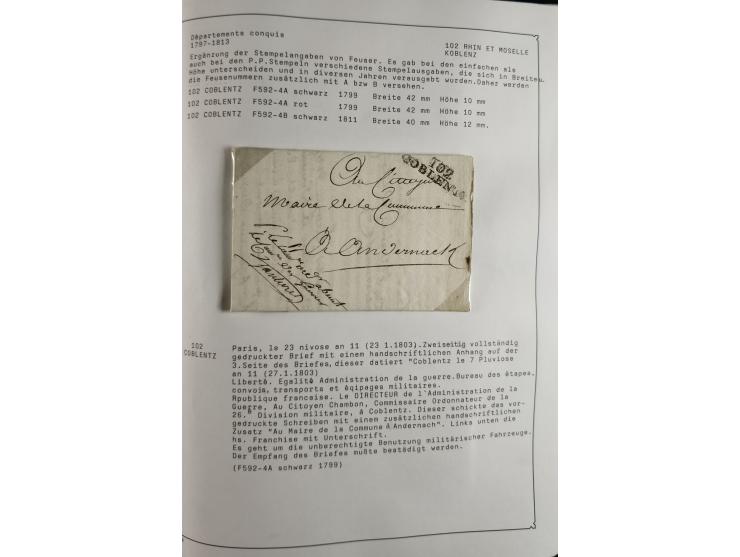 Départements conquis
1797-1813
102 RHIN ET MOSELLE
KOBLENZ
Ergänzung der Stempelangaben von Feuser. Es gab bei den einfachen als
auch bei den P.P.Stempeln verschiedene Stempelausgaben, die sich in Breite u.
Höhe unterscheiden und in diversen Jahren verausgabt wurden.Daher werden
die Feusenummern zusätzlich mit A bzw B versehen.
102 COBLENTZ F592-4A schwarz 1799 Breite 42 mm Höhe 10 mm
102 COBLENTZ F592-4A rot 1799 Breite 42 mm Höhe 10 mm
102 COBLENTZ F592-4B schwarz 1811 Breite 40 mm Höhe 12 mm.
102
COBLENTZ
Au Citoyen
Maire de la Commune
A Andernack
102
COBLENTZ
Paris, le 23 nivose an 11 (23 1.1803).Zweiseitig vollständig
gedruckter Brief mit einem handschriftlichen Anhang auf der
3.Seite des Briefes,dieser datiert "Coblentz le 7 Pluviose
an 11 (27.1.1803)
Liberté. Egalité Administration de la guerre.Bureau des étapes,
convois, transports et éqipages militaires.
Rpublique francaise. Le DIRECTEUR de l'Administration de la
Guerre, Au Citoyen Chambon, Commissaire Ordonnateur de la
26." Division militaire, à Coblentz. Dieser schickte das vor-
gedruckte Schreiben mit einem zusätzlichen handschriftlichen
Zusatz "Au Maire de la Commune à Andernach". Links unten die
hs. Franchise mit Unterschrift.
Es geht um die unberechtigte Benutzung militärischer Fahrzeuge.
Der Empfang des Briefes mußte bestädigt werden.
(F592-4A schwarz 1799)